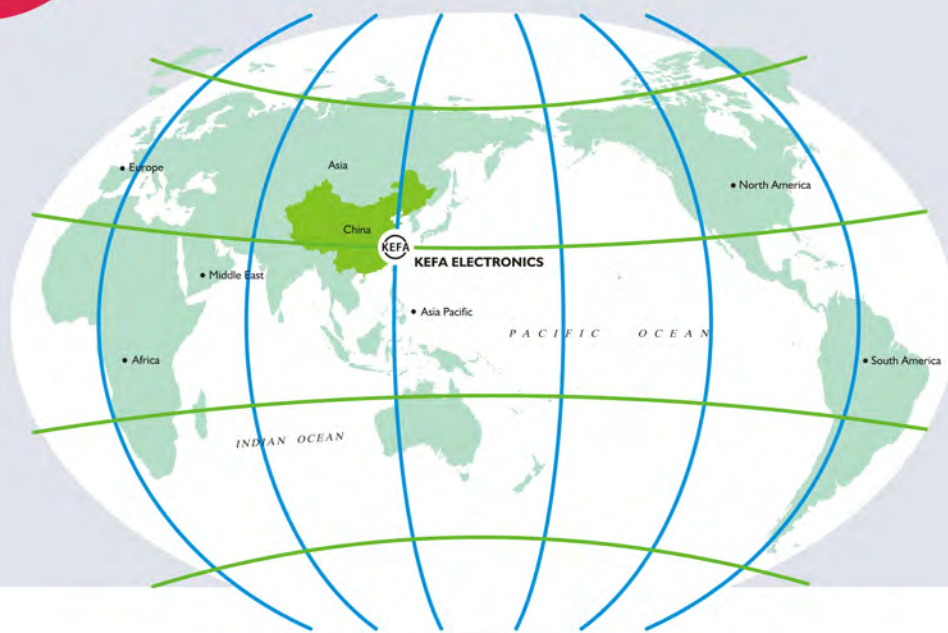 Europe
Asia
North America
China
KEFA
KEFA ELECTRONICS
Middle East
Asia Pacific
PACIFIC OCEAN
Africa
South America
INDIAN OCEAN